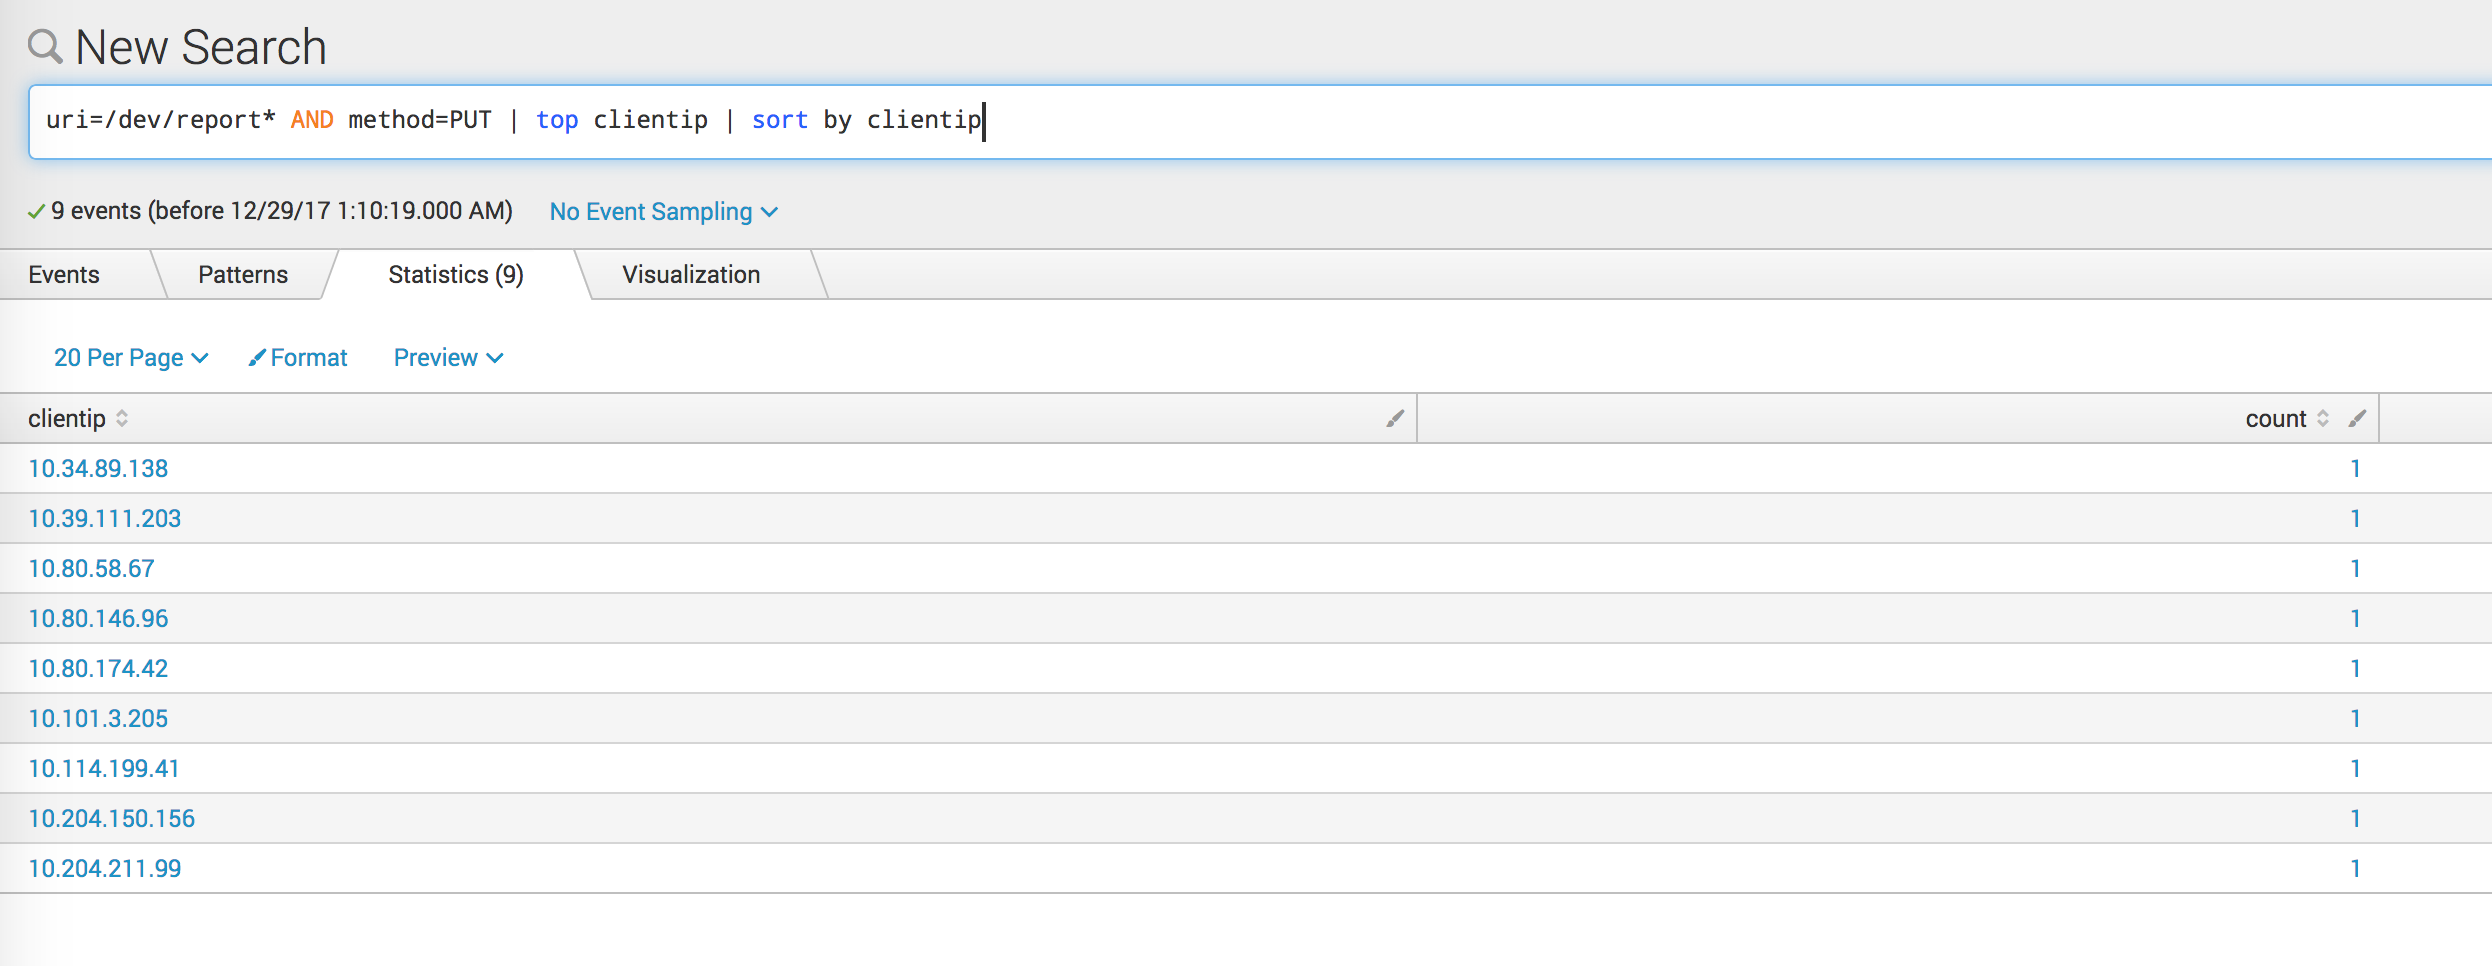 New Search
uri=/dev/report* AND method=PUT | top clientip | sort by clientip
9 events (before 12/29/17 1:10:19.000 AM) No Event Sampling
Events Patterns Statistics (9) Visualization
20 Per Page Format Preview
clientip count
10.34.89.138 1
10.39.111.203 1
10.80.58.67 1
10.80.146.96 1
10.80.174.42 1
10.101.3.205 1
10.114.199.41 1
10.204.150.156 1
10.204.211.99 1